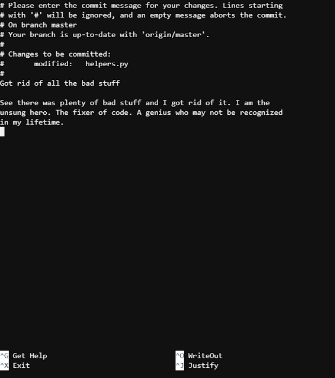 # Please enter the commit message for your changes. Lines starting
# with '#' will be ignored, and an empty message aborts the commit.
# On branch master
# Your branch is up-to-date with 'origin/master'.
#
# Changes to be committed:
#       modified:   helpers.py
#
Got rid of all the bad stuff

See there was plenty of bad stuff and I got rid of it. I am the
unsung hero. The fixer of code. A genius who may not be recognized
in my lifetime.

^G Get Help ^O WriteOut
^X Exit ^J Justify